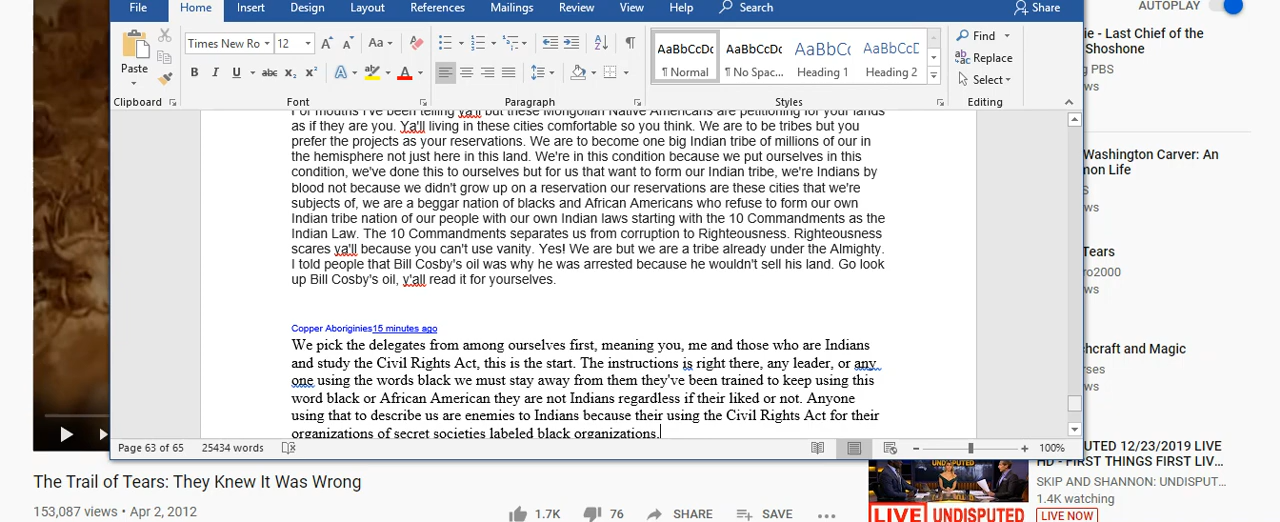 AUTOPLAY
File Home Insert Design Layout References Mailings Review View Help Search Share
- Last Chief of the
Shoshone
PBS
Times New Ro 12 Aa
Paste
B I U abc x₂ x² A A
AaBbCcDc AaBbCcDc AaBbCc AaBbCcE
¶ Normal ¶ No Spac... Heading 1 Heading 2
Find
Replace
Select
Clipboard Font Paragraph Styles Editing
For mouths I've been telling ya'll but these Mongolian Native Americans are petitioning for your lands
as if they are you. Ya'll living in these cities comfortable so you think. We are to be tribes but you
prefer the projects as your reservations. We are to become one big Indian tribe of millions of our in
the hemisphere not just here in this land. We're in this condition because we put ourselves in this
condition, we've done this to ourselves but for us that want to form our Indian tribe, we're Indians by
blood not because we didn't grow up on a reservation our reservations are these cities that we're
subjects of, we are a beggar nation of blacks and African Americans who refuse to form our own
Indian tribe nation of our people with our own Indian laws starting with the 10 Commandments as the
Indian Law. The 10 Commandments separates us from corruption to Righteousness. Righteousness
scares ya'll because you can't use vanity. Yes! We are but we are a tribe already under the Almighty.
I told people that Bill Cosby's oil was why he was arrested because he wouldn't sell his land. Go look
up Bill Cosby's oil, y'all read it for yourselves.
Copper Aboriginies15 minutes ago
We pick the delegates from among ourselves first, meaning you, me and those who are Indians
and study the Civil Rights Act, this is the start. The instructions is right there, any leader, or any
one using the words black we must stay away from them they've been trained to keep using this
word black or African American they are not Indians regardless if their liked or not. Anyone
using that to describe us are enemies to Indians because their using the Civil Rights Act for their
organizations of secret societies labeled black organizations.
Page 63 of 65 25434 words 100%
Washington Carver: An
Life
Tears
ro2000
and Magic
The Trail of Tears: They Knew It Was Wrong
153,087 views • Apr 2, 2012
1.7K 76 SHARE SAVE
12/23/2019 LIVE
HD - FIRST THINGS FIRST LIV...
SKIP AND SHANNON: UNDISPUT...
1.4K watching
LIVE NOW
LIVE UNDISPUTED